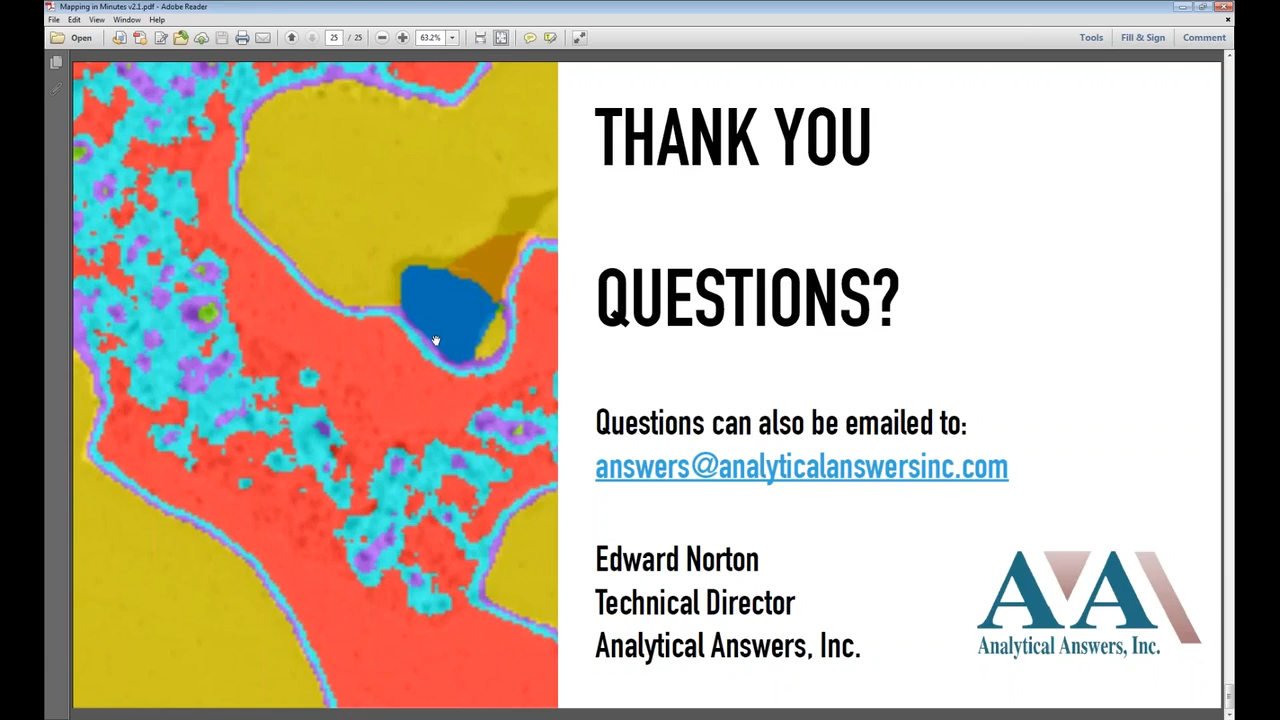 Mapping in Minutes v2.1.pdf - Adobe Reader
File Edit View Window Help
Open 25 / 25 63.2% Tools Fill & Sign Comment
THANK YOU
QUESTIONS?
Questions can also be emailed to:
answers@analyticalanswersinc.com
Edward Norton
Technical Director
Analytical Answers, Inc.
AA
Analytical Answers, Inc.